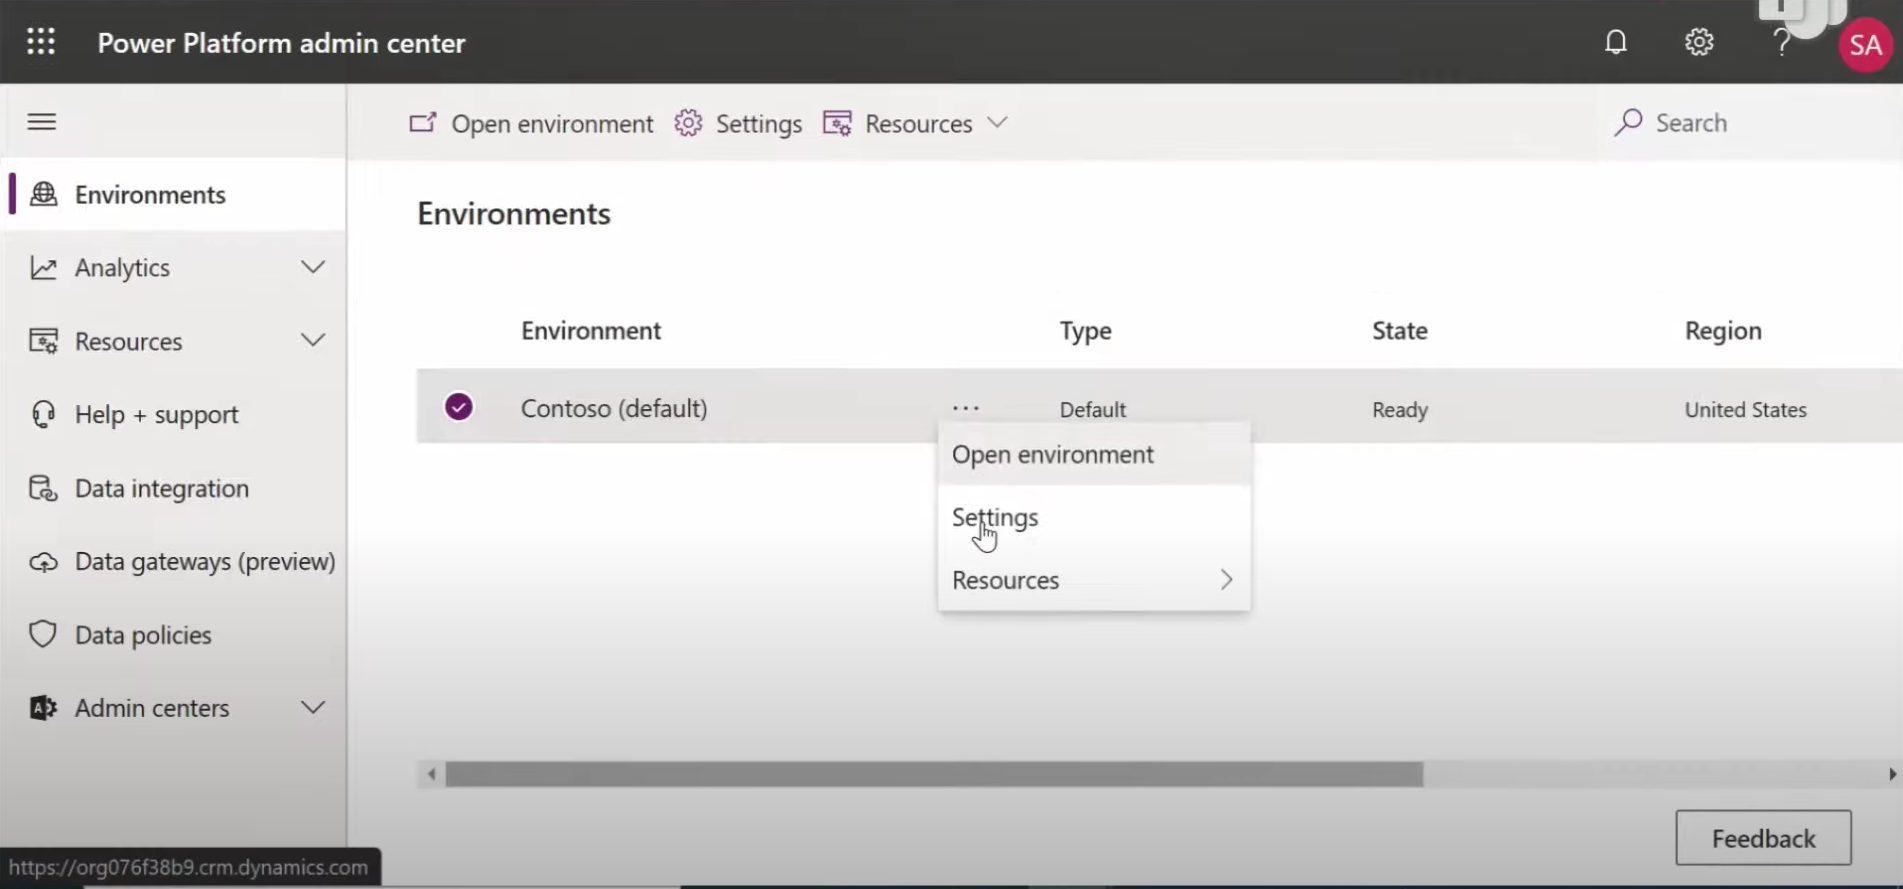 Power Platform admin center
?
SA
Open environment
Settings
Resources
Search
Environments
Analytics
Resources
Help + support
Data integration
Data gateways (preview)
Data policies
Admin centers
Environments
Environment Type State Region
Contoso (default) ... Default Ready United States
Open environment
Settings
Resources
Feedback
https://org076f38b9.crm.dynamics.com